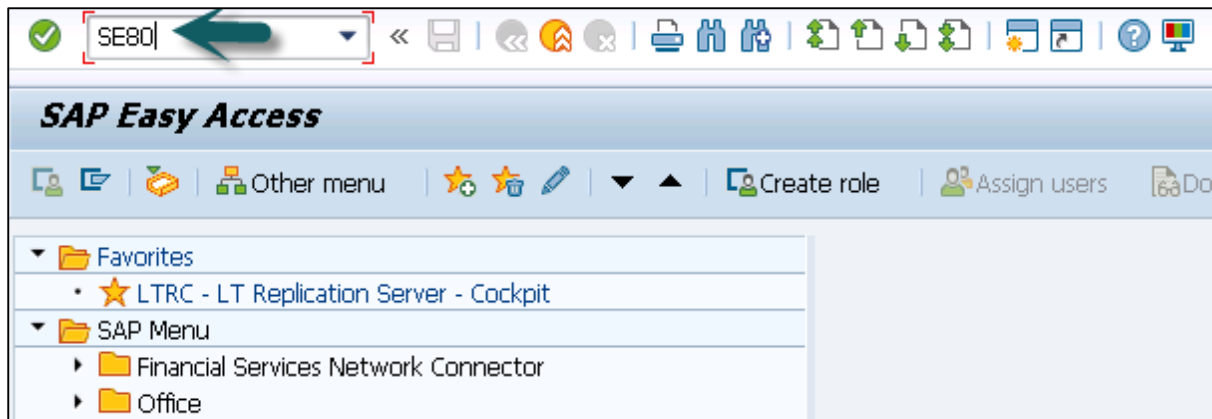 SE80
SAP Easy Access
Other menu Create role Assign users Do
Favorites
LTRC - LT Replication Server - Cockpit
SAP Menu
Financial Services Network Connector
Office